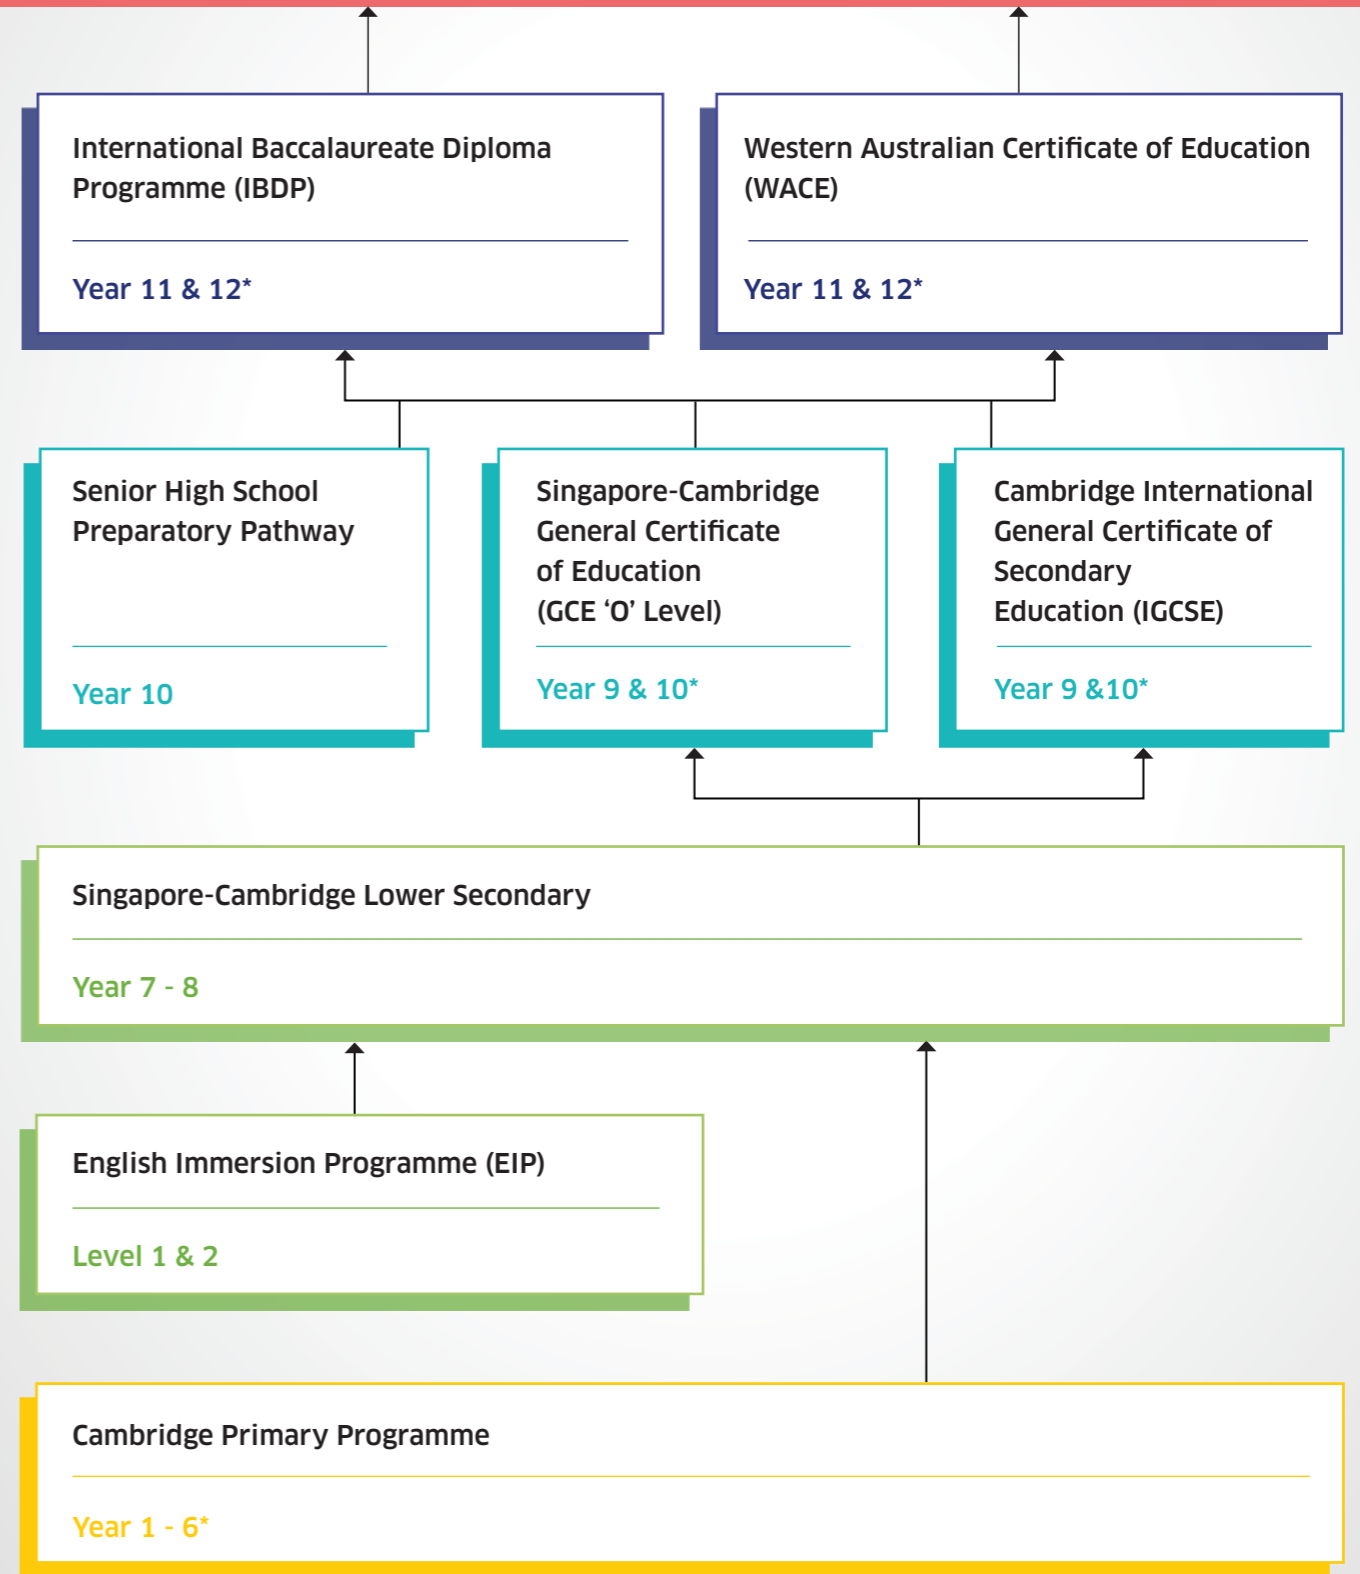 International Baccalaureate Diploma
Programme (IBDP)
Year 11 & 12*
Western Australian Certificate of Education
(WACE)
Year 11 & 12*
Senior High School
Preparatory Pathway
Year 10
Singapore-Cambridge
General Certificate
of Education
(GCE ‘O’ Level)
Year 9 & 10*
Cambridge International
General Certificate of
Secondary
Education (IGCSE)
Year 9 &10*
Singapore-Cambridge Lower Secondary
Year 7 - 8
English Immersion Programme (EIP)
Level 1 & 2
Cambridge Primary Programme
Year 1 - 6*